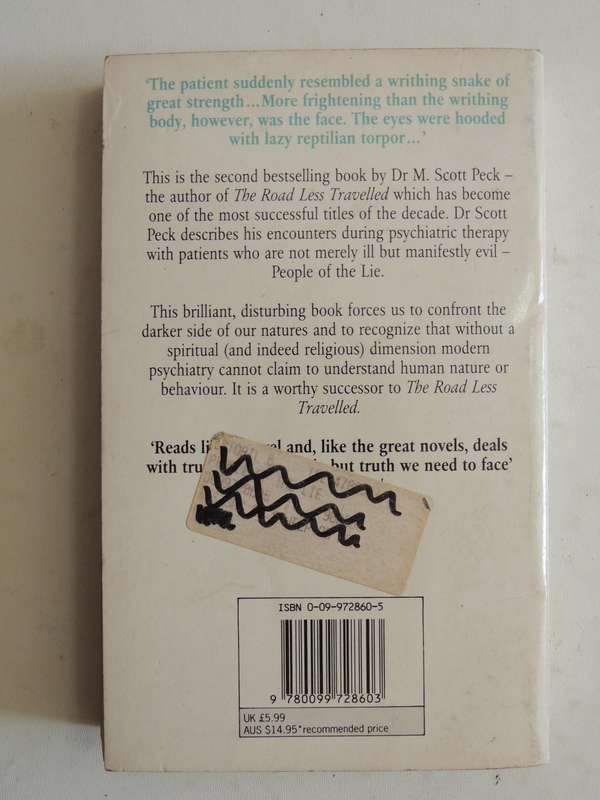 'The patient suddenly resembled a writhing snake of
great strength...More frightening than the writhing
body, however, was the face. The eyes were hooded
with lazy reptilian torpor...'
This is the second bestselling book by Dr M. Scott Peck –
the author of The Road Less Travelled which has become
one of the most successful titles of the decade. Dr Scott
Peck describes his encounters during psychiatric therapy
with patients who are not merely ill but manifestly evil –
People of the Lie.
This brilliant, disturbing book forces us to confront the
darker side of our natures and to recognize that without a
spiritual (and indeed religious) dimension modern
psychiatry cannot claim to understand human nature or
behaviour. It is a worthy successor to The Road Less
Travelled.
'Reads and, like the great novels, deals
with but truth we need to face'
ISBN 0-09-972860-5
9 780099 728603
UK £5.99
AUS $14.95*recommended price